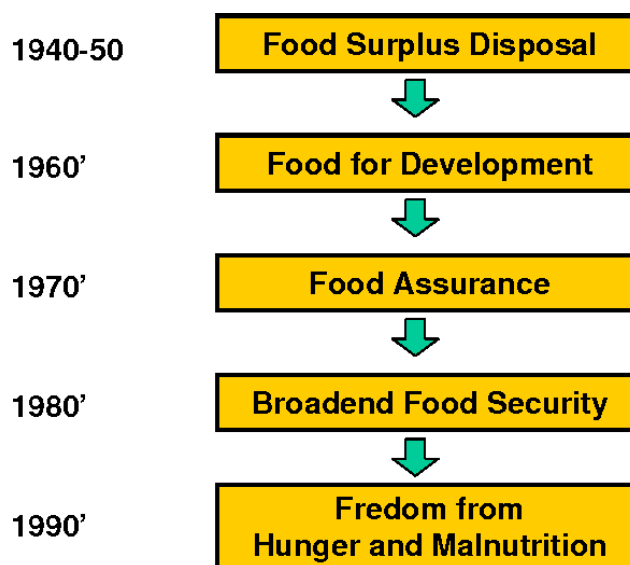 1940-50 Food Surplus Disposal
1960' Food for Development
1970' Food Assurance
1980' Broadend Food Security
1990' Fredom from
Hunger and Malnutrition